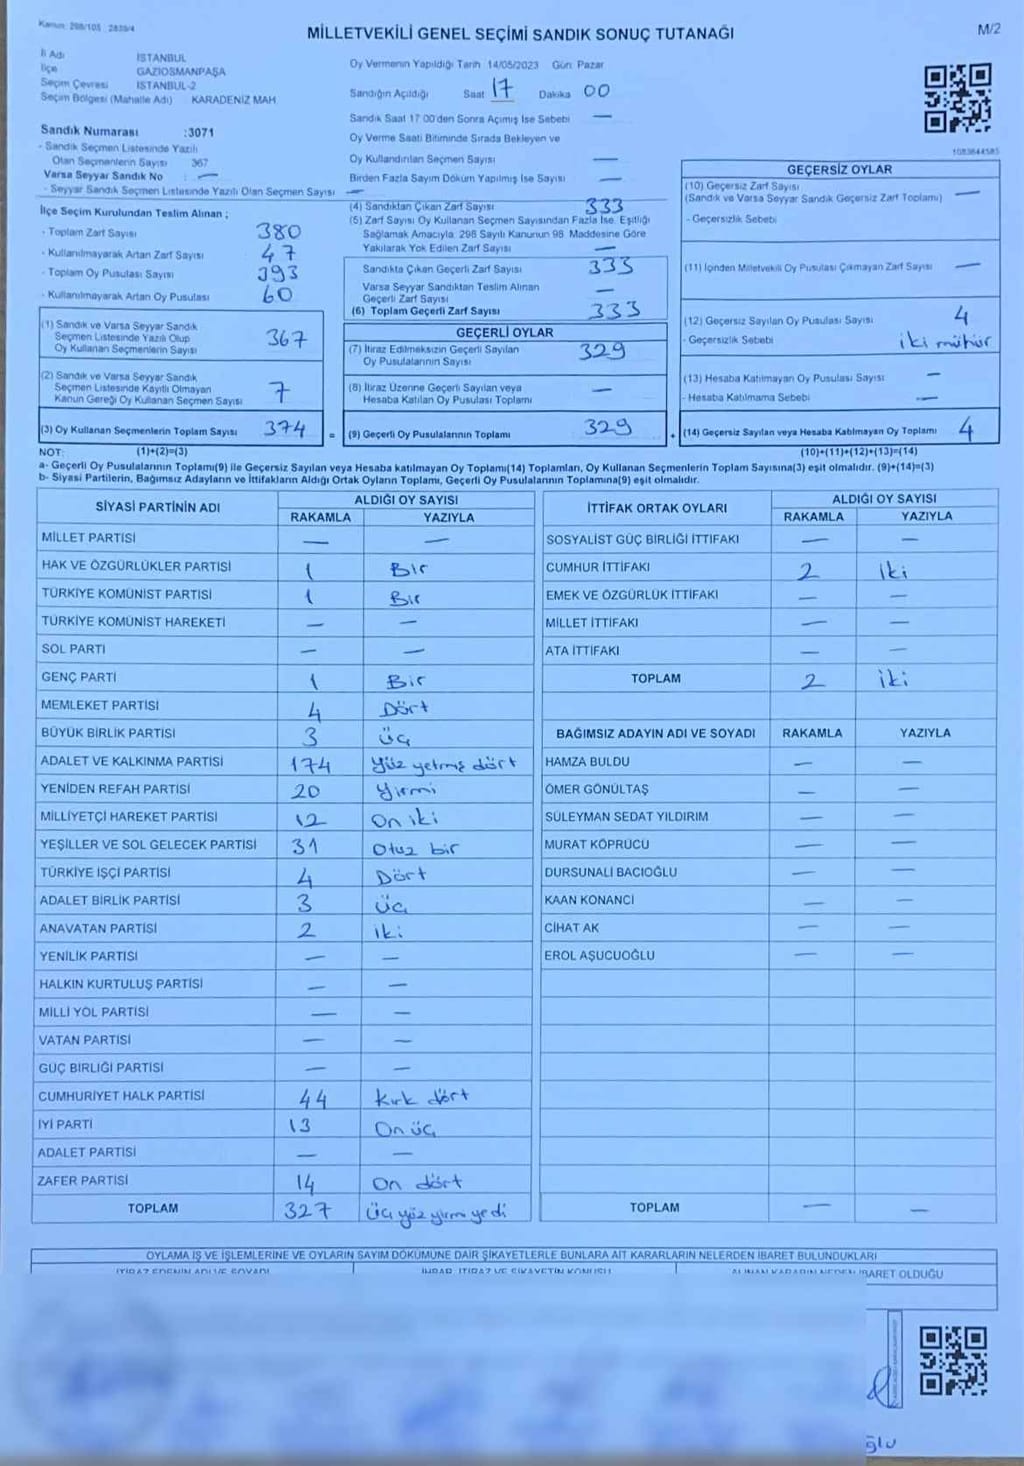 Kanun: 298/105 : 2839/4
MİLLETVEKİLİ GENEL SEÇİMİ SANDIK SONUÇ TUTANAĞI
M/2
İl Adı İSTANBUL
İlçe GAZİOSMANPAŞA
Seçim Çevresi İSTANBUL-2
Seçim Bölgesi (Mahalle Adı) KARADENİZ MAH.
Sandık Numarası :3071
- Sandık Seçmen Listesinde Yazılı
Olan Seçmenlerin Sayısı 367
Varsa Seyyar Sandık No : —
- Seyyar Sandık Seçmen Listesinde Yazılı Olan Seçmen Sayısı —
İlçe Seçim Kurulundan Teslim Alınan ;
- Toplam Zarf Sayısı 380
- Kullanılmayarak Artan Zarf Sayısı 47
- Toplam Oy Pusulası Sayısı 393
- Kullanılmayarak Artan Oy Pusulası 60
(1) Sandık ve Varsa Seyyar Sandık
Seçmen Listesinde Yazılı Olup
Oy Kullanan Seçmenlerin Sayısı 367
(2) Sandık ve Varsa Seyyar Sandık
Seçmen Listesinde Kayıtlı Olmayan
Kanun Gereği Oy Kullanan Seçmen Sayısı 7
(3) Oy Kullanan Seçmenlerin Toplam Sayısı 374
Oy Vermenin Yapıldığı Tarih 14/05/2023 Gün: Pazar
Sandığın Açıldığı Saat 17 Dakika 00
Sandık Saat 17.00'den Sonra Açılmış İse Sebebi —
Oy Verme Saati Bitiminde Sırada Bekleyen ve
Oy Kullandırılan Seçmen Sayısı —
Birden Fazla Sayım Döküm Yapılmış İse Sayısı —
(4) Sandıktan Çıkan Zarf Sayısı 333
(5) Zarf Sayısı Oy Kullanan Seçmen Sayısından Fazla İse, Eşitliği
Sağlamak Amacıyla, 298 Sayılı Kanunun 98. Maddesine Göre
Yakılarak Yok Edilen Zarf Sayısı —
Sandıkta Çıkan Geçerli Zarf Sayısı 333
Varsa Seyyar Sandıktan Teslim Alınan
Geçerli Zarf Sayısı —
(6) Toplam Geçerli Zarf Sayısı 333
GEÇERLİ OYLAR
(7) İtiraz Edilmeksizin Geçerli Sayılan
Oy Pusulalarının Sayısı 329
(8) İtiraz Üzerine Geçerli Sayılan veya
Hesaba Katılan Oy Pusulası Toplamı —
= (9) Geçerli Oy Pusulalarının Toplamı 329
GEÇERSİZ OYLAR
(10) Geçersiz Zarf Sayısı
(Sandık ve Varsa Seyyar Sandık Geçersiz Zarf Toplamı) —
- Geçersizlik Sebebi
(11) İçinden Milletvekili Oy Pusulası Çıkmayan Zarf Sayısı —
(12) Geçersiz Sayılan Oy Pusulası Sayısı 4
- Geçersizlik Sebebi iki mühür
(13) Hesaba Katılmayan Oy Pusulası Sayısı —
- Hesaba Katılmama Sebebi —
+ (14) Geçersiz Sayılan veya Hesaba Katılmayan Oy Toplamı 4
NOT: (1)+(2)=(3) (10)+(11)+(12)+(13)=(14)
a- Geçerli Oy Pusulalarının Toplamı(9) ile Geçersiz Sayılan veya Hesaba katılmayan Oy Toplamı(14) Toplamları, Oy Kullanan Seçmenlerin Toplam Sayısına(3) eşit olmalıdır. (9)+(14)=(3)
b- Siyasi Partilerin, Bağımsız Adayların ve İttifakların Aldığı Ortak Oyların Toplamı, Geçerli Oy Pusulalarının Toplamına(9) eşit olmalıdır.
SİYASİ PARTİNİN ADI ALDIĞI OY SAYISI
RAKAMLA YAZIYLA
MİLLET PARTİSİ — —
HAK VE ÖZGÜRLÜKLER PARTİSİ 1 Bir
TÜRKİYE KOMÜNİST PARTİSİ 1 Bir
TÜRKİYE KOMÜNİST HAREKETİ — —
SOL PARTİ — —
GENÇ PARTİ 1 Bir
MEMLEKET PARTİSİ 4 Dört
BÜYÜK BİRLİK PARTİSİ 3 üç
ADALET VE KALKINMA PARTİSİ 174 Yüz yetmiş dört
YENİDEN REFAH PARTİSİ 20 Yirmi
MİLLİYETÇİ HAREKET PARTİSİ 12 On iki
YEŞİLLER VE SOL GELECEK PARTİSİ 31 Otuz bir
TÜRKİYE İŞÇİ PARTİSİ 4 Dört
ADALET BİRLİK PARTİSİ 3 üç
ANAVATAN PARTİSİ 2 iki
YENİLİK PARTİSİ — —
HALKIN KURTULUŞ PARTİSİ — —
MİLLİ YOL PARTİSİ — —
VATAN PARTİSİ — —
GÜÇ BİRLİĞİ PARTİSİ — —
CUMHURİYET HALK PARTİSİ 44 Kırk dört
İYİ PARTİ 13 On üç
ADALET PARTİSİ — —
ZAFER PARTİSİ 14 On dört
TOPLAM 327 üç yüz yirmi yedi
İTTİFAK ORTAK OYLARI ALDIĞI OY SAYISI
RAKAMLA YAZIYLA
SOSYALİST GÜÇ BİRLİĞİ İTTİFAKI — —
CUMHUR İTTİFAKI 2 iki
EMEK VE ÖZGÜRLÜK İTTİFAKI — —
MİLLET İTTİFAKI — —
ATA İTTİFAKI — —
TOPLAM 2 iki
BAĞIMSIZ ADAYIN ADI VE SOYADI RAKAMLA YAZIYLA
HAMZA BULDU — —
ÖMER GÖNÜLTAŞ — —
SÜLEYMAN SEDAT YILDIRIM — —
MURAT KÖPRÜCÜ — —
DURSUNALİ BACIOĞLU — —
KAAN KONANCİ — —
CİHAT AK — —
EROL AŞUCUOĞLU — —
TOPLAM — —
OYLAMA İŞ VE İŞLEMLERİNE VE OYLARIN SAYIM DÖKÜMÜNE DAİR ŞİKAYETLERLE BUNLARA AİT KARARLARIN NELERDEN İBARET BULUNDUKLARI
İTİRAZ EDENİN ADI VE SOYADI İHBAR, İTİRAZ VE ŞİKAYETİN KONUSU ALINAN KARARIN NEDEN İBARET OLDUĞU
oğlu